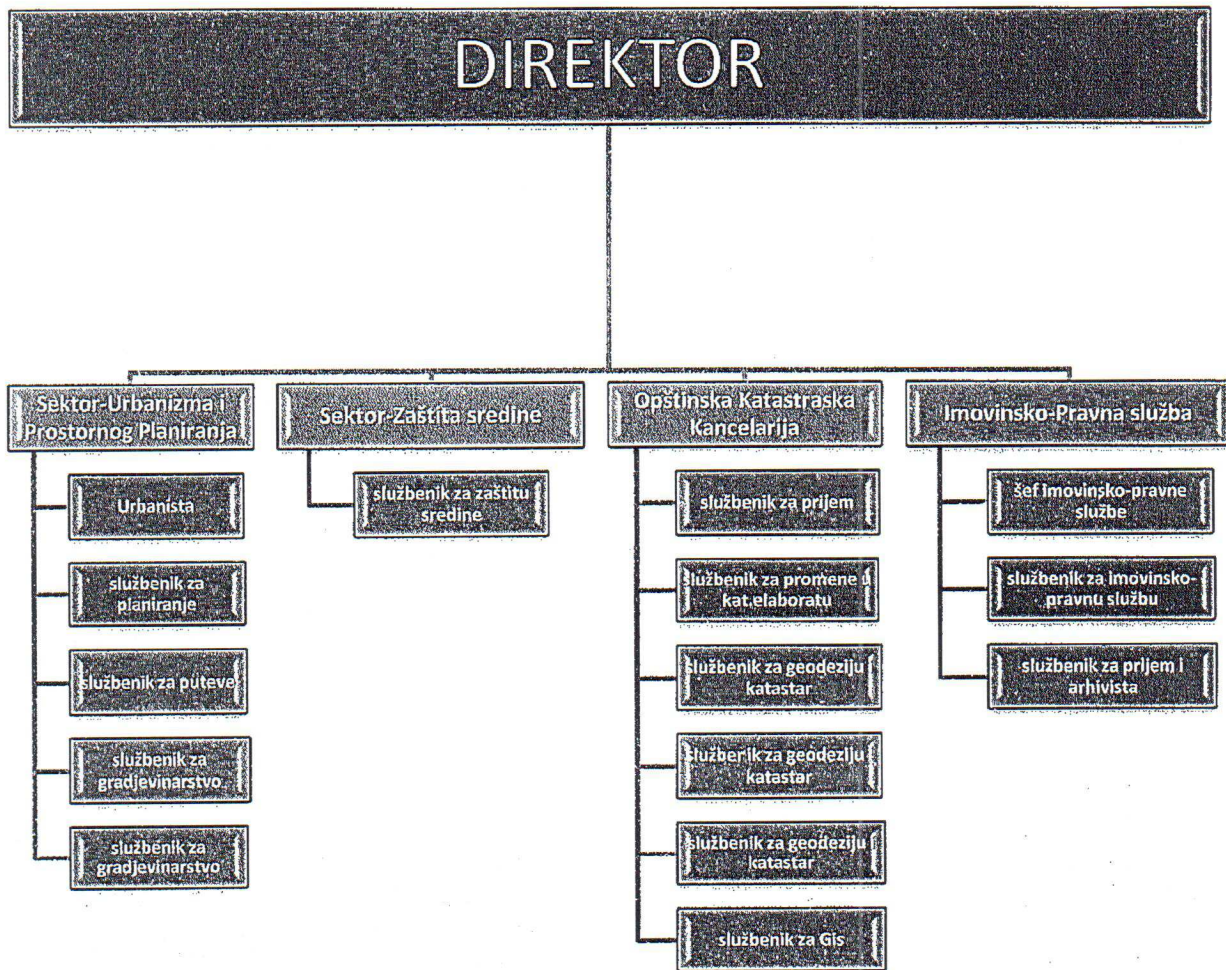 DIREKTOR
Sektor-Urbanizma i
Prostornog Planiranja
Urbanista
službenik za
planiranje
službenik za puteve
službenik za
gradjevinarstvo
službenik za
gradjevinarstvo
Sektor-Zaštita sredine
službenik za zaštitu
sredine
Opštinska Katastraska
Kancelarija
službenik za prijem
službenik za promene u
kat.elaboratu
službenik za geodeziju i
katastar
službenik za geodeziju i
katastar
službenik za geodeziju i
katastar
službenik za Gis
Imovinsko-Pravna služba
šef imovinsko-pravne
službe
službenik za imovinsko-
pravnu službu
službenik za prijem i
arhivista